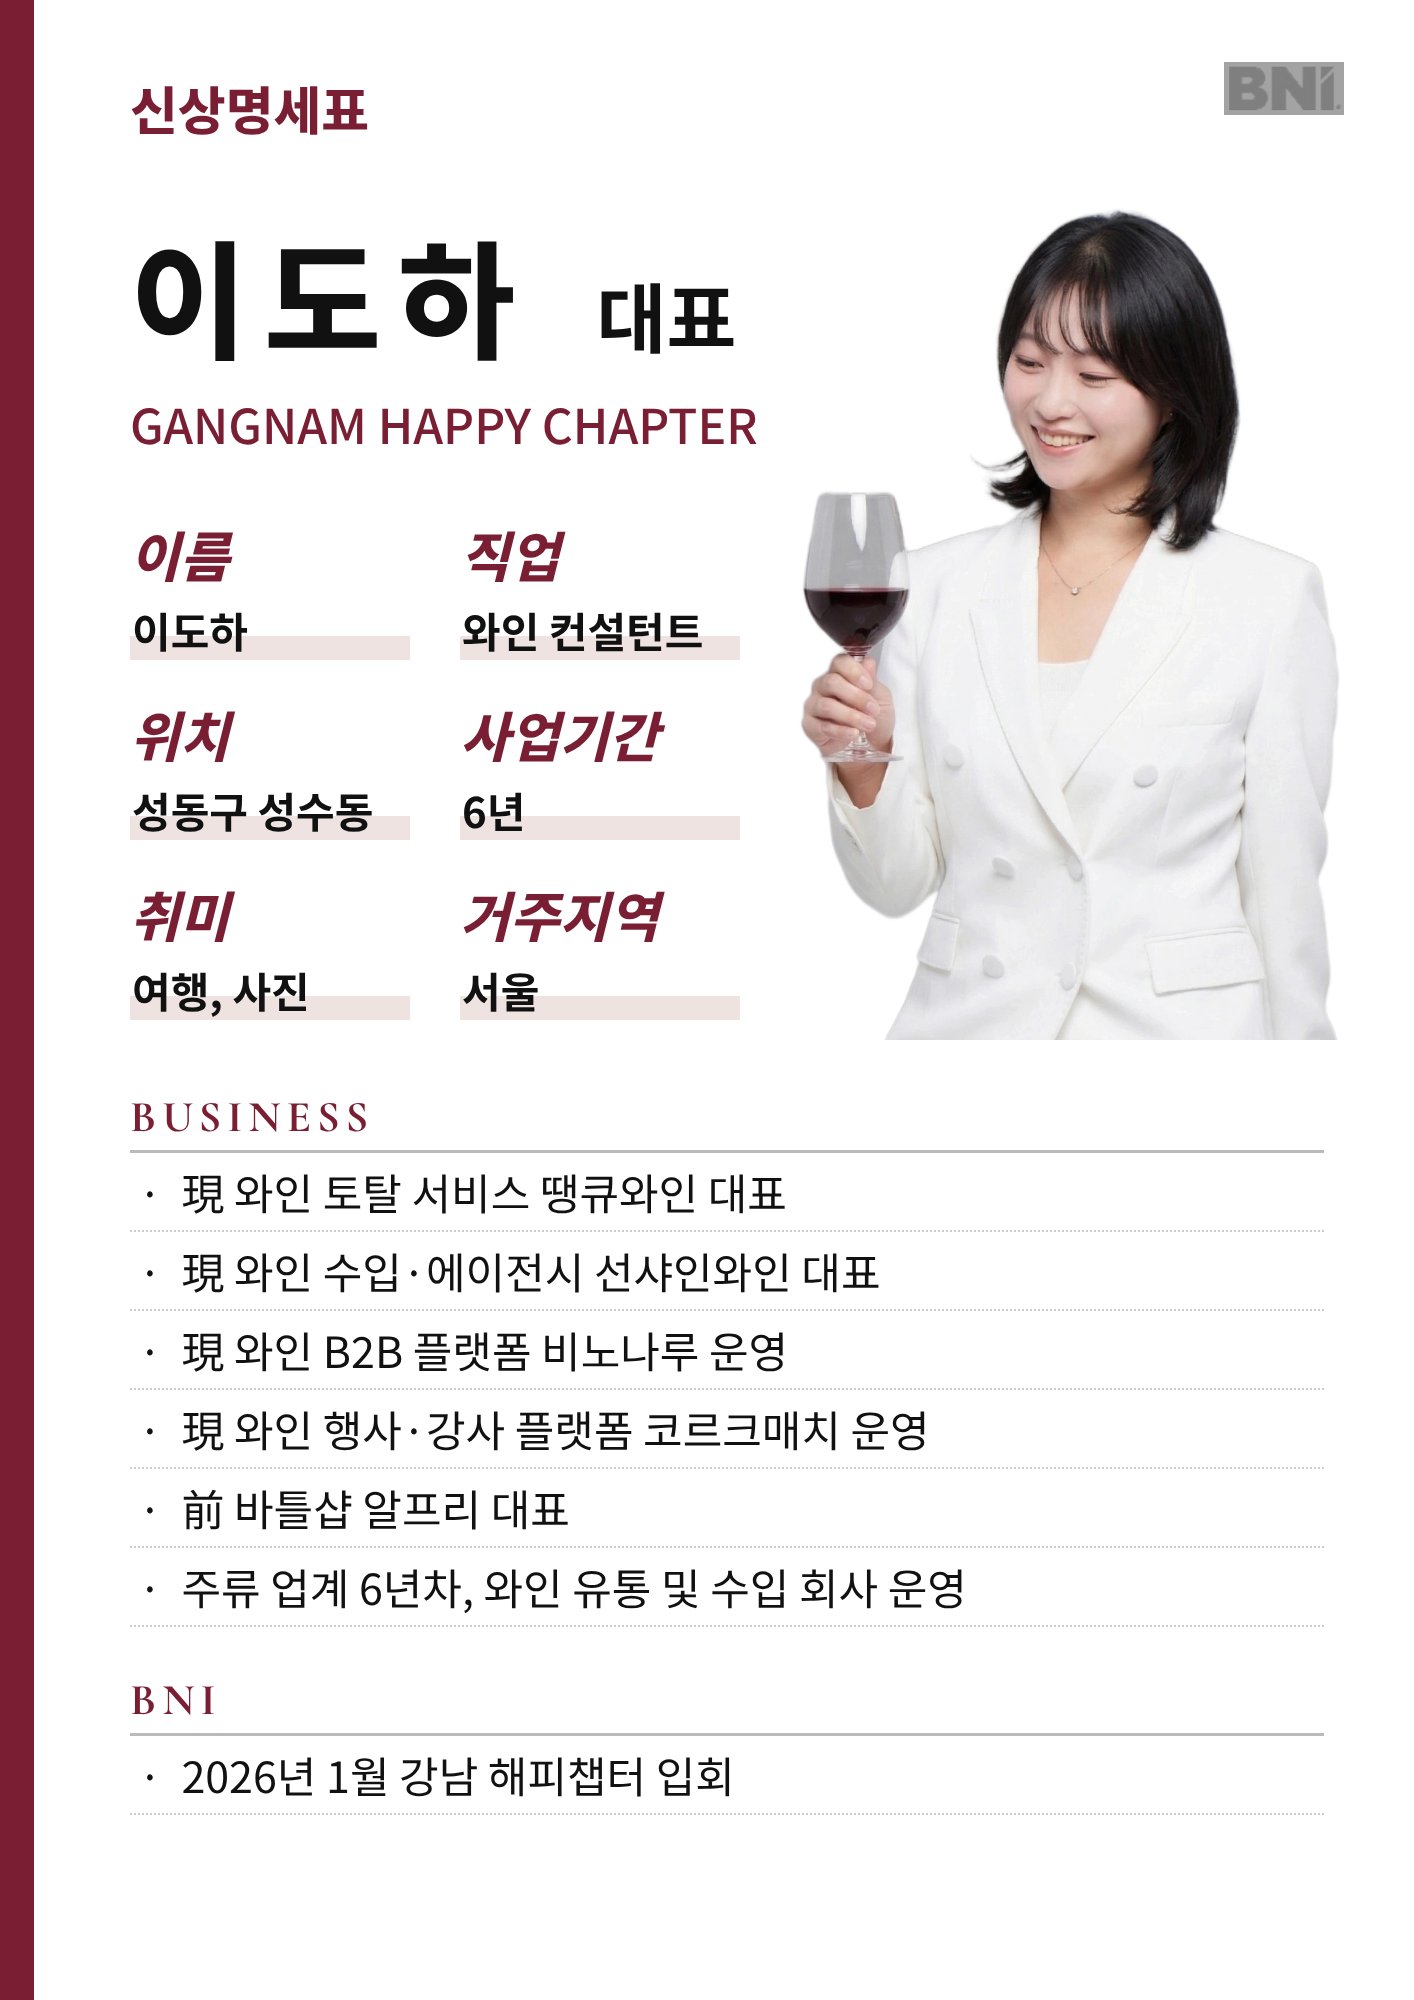 신상명세표
BNI
이도하 대표
GANGNAM HAPPY CHAPTER
이름 직업
이도하 와인 컨설턴트
위치 사업기간
성동구 성수동 6년
취미 거주지역
여행, 사진 서울
BUSINESS
· 現 와인 토탈 서비스 땡큐와인 대표
· 現 와인 수입·에이전시 선샤인와인 대표
· 現 와인 B2B 플랫폼 비노나루 운영
· 現 와인 행사·강사 플랫폼 코르크매치 운영
· 前 바틀샵 알프리 대표
· 주류 업계 6년차, 와인 유통 및 수입 회사 운영
BNI
· 2026년 1월 강남 해피챕터 입회